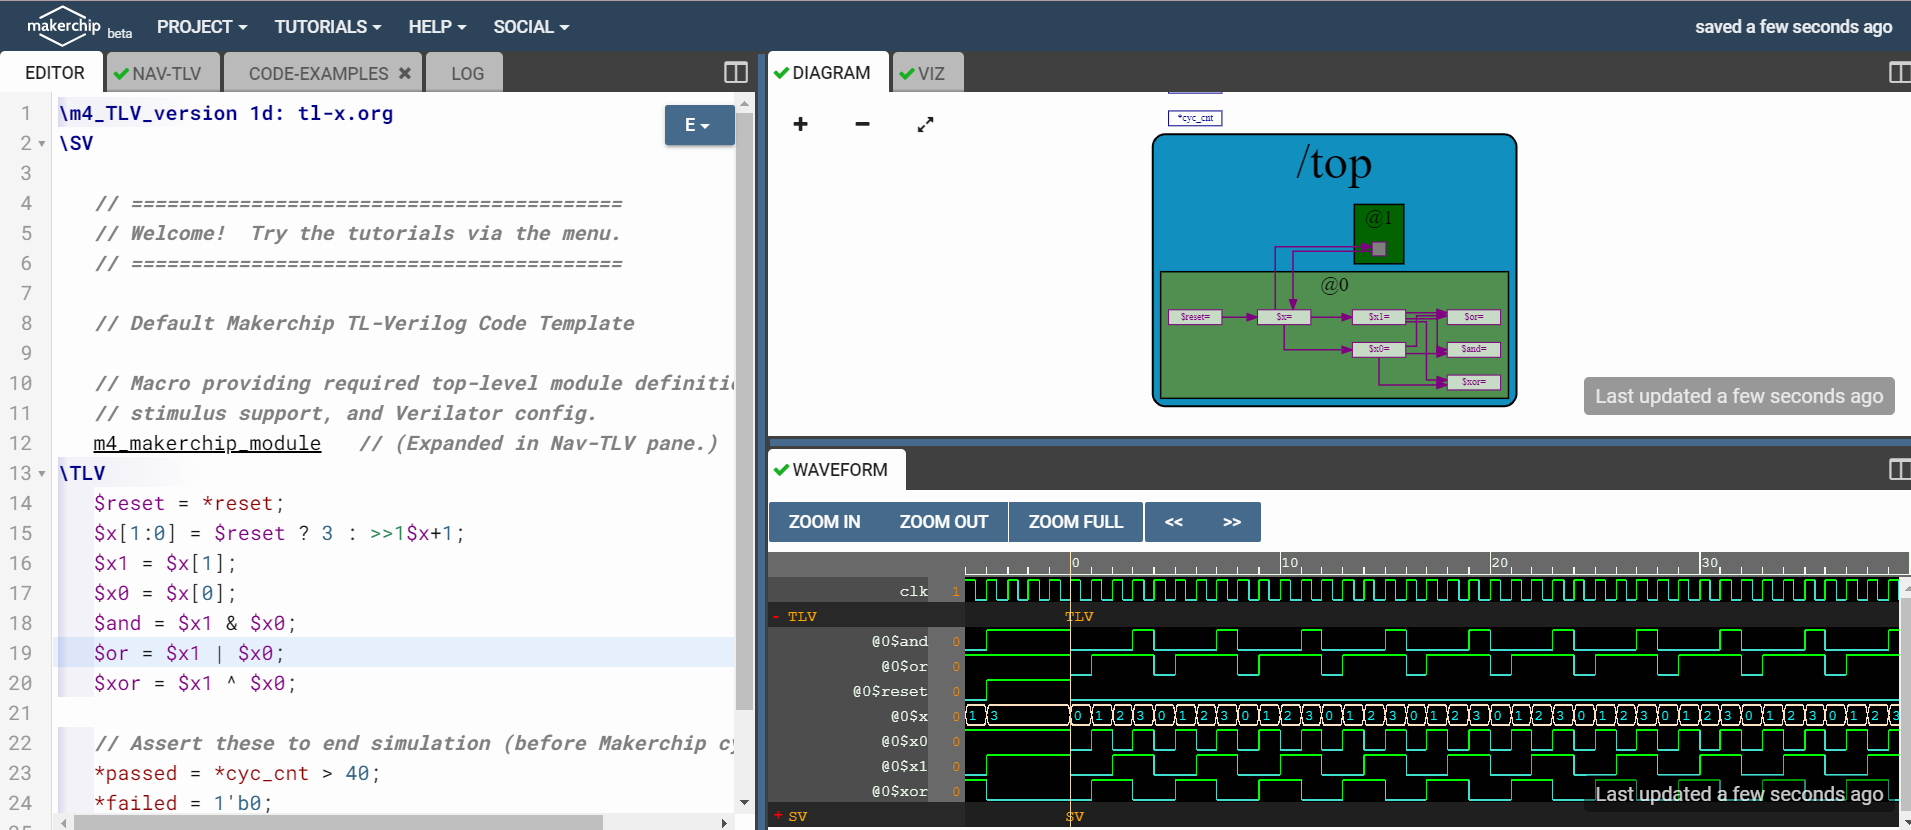 makerchip beta PROJECT TUTORIALS HELP SOCIAL saved a few seconds ago
EDITOR NAV-TLV CODE-EXAMPLES LOG
E
1 \m4_TLV_version 1d: tl-x.org
2 \SV
3
4 // =========================================
5 // Welcome!  Try the tutorials via the menu.
6 // =========================================
7
8 // Default Makerchip TL-Verilog Code Template
9
10 // Macro providing required top-level module definiti
11 // stimulus support, and Verilator config.
12 m4_makerchip_module   // (Expanded in Nav-TLV pane.)
13 \TLV
14 $reset = *reset;
15 $x[1:0] = $reset ? 3 : >>1$x+1;
16 $x1 = $x[1];
17 $x0 = $x[0];
18 $and = $x1 & $x0;
19 $or = $x1 | $x0;
20 $xor = $x1 ^ $x0;
21
22 // Assert these to end simulation (before Makerchip cy
23 *passed = *cyc_cnt > 40;
24 *failed = 1'b0;
DIAGRAM VIZ
*cyc_cnt
/top
@1
@0
$reset= $x= $x1= $or=
$x0= $and=
$xor=
Last updated a few seconds ago
WAVEFORM
ZOOM IN ZOOM OUT ZOOM FULL << >>
0 10 20 30
clk 1
- TLV TLV
@0$and 0
@0$or 0
@0$reset 0
@0$x 0 1 3 0 1 2 3 0 1 2 3 0 1 2 3 0 1 2 3 0 1 2 3 0 1 2 3 0 1 2 3 0 1 2 3 0 1 2 3 0 1 2 3
@0$x0 0
@0$x1 0
@0$xor 0
Last updated a few seconds ago
+ SV SV